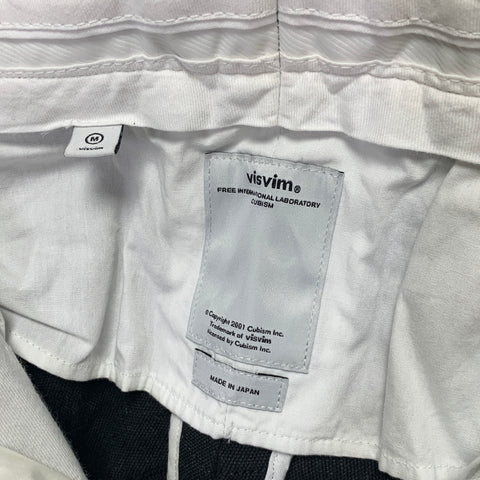 M
visvim
visvim®
FREE INTERNATIONAL LABORATORY
CUBISM
© Copyright 2001 Cubism Inc.
Trademark of visvim
licensed by Cubism Inc.
MADE IN JAPAN